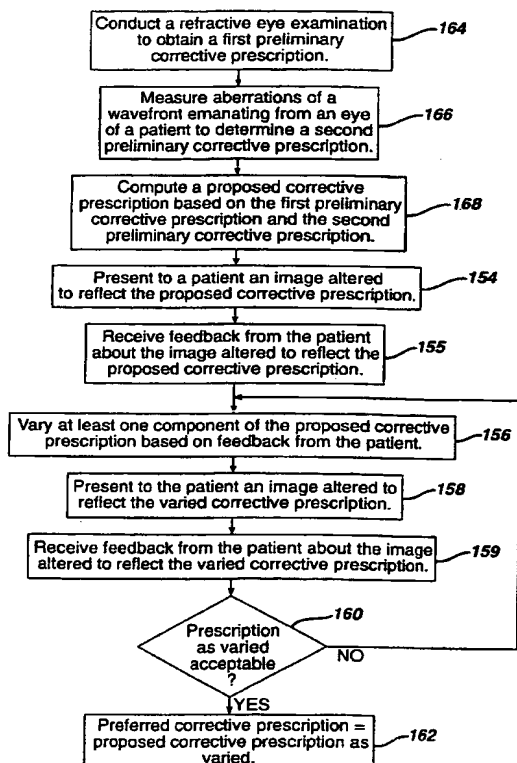 Conduct a refractive eye examination
to obtain a first preliminary
corrective prescription.
164
Measure aberrations of a
wavefront emanating from an eye
of a patient to determine a second
preliminary corrective prescription.
166
Compute a proposed corrective
prescription based on the first preliminary
corrective prescription and the second
preliminary corrective prescription.
168
Present to a patient an image altered
to reflect the proposed corrective prescription.
154
Receive feedback from the patient
about the image altered to reflect the
proposed corrective prescription.
155
Vary at least one component of the proposed corrective
prescription based on feedback from the patient.
156
Present to the patient an image altered to
reflect the varied corrective prescription.
158
Receive feedback from the patient about the image
altered to reflect the varied corrective prescription.
159
160
Prescription
as varied
acceptable
?
NO
YES
Preferred corrective prescription =
proposed corrective prescription as
varied.
162